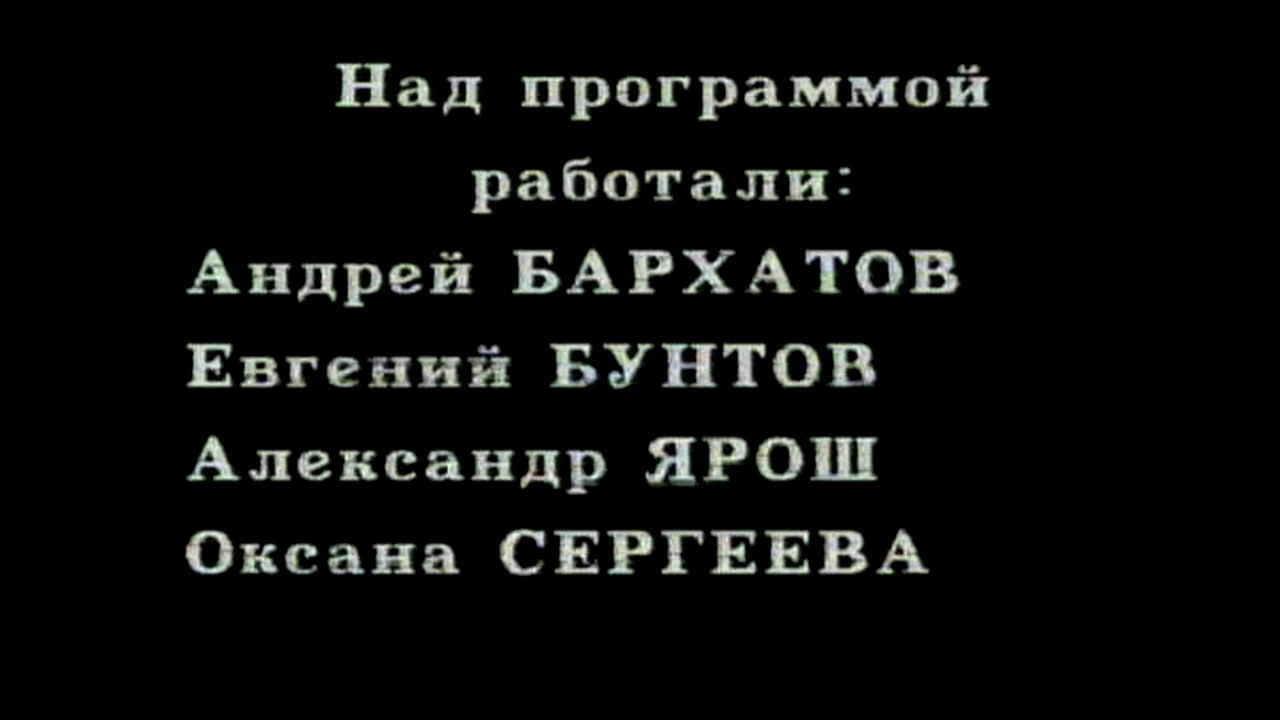 Над программой
работали:
Андрей БАРХАТОВ
Евгений БУНТОВ
Александр ЯРОШ
Оксана СЕРГЕЕВА